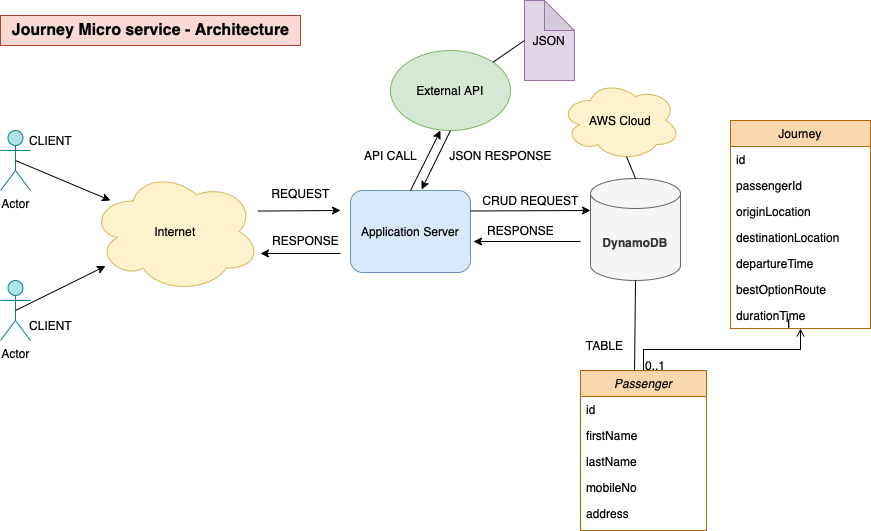 Journey Micro service - Architecture
JSON
External API
AWS Cloud
CLIENT
API CALL
JSON RESPONSE
Actor
REQUEST
CRUD REQUEST
Internet
Application Server
RESPONSE
RESPONSE
DynamoDB
CLIENT
Actor
TABLE
Journey
id
passengerId
originLocation
destinationLocation
departureTime
bestOptionRoute
durationTime
1
0..1
Passenger
id
firstName
lastName
mobileNo
address